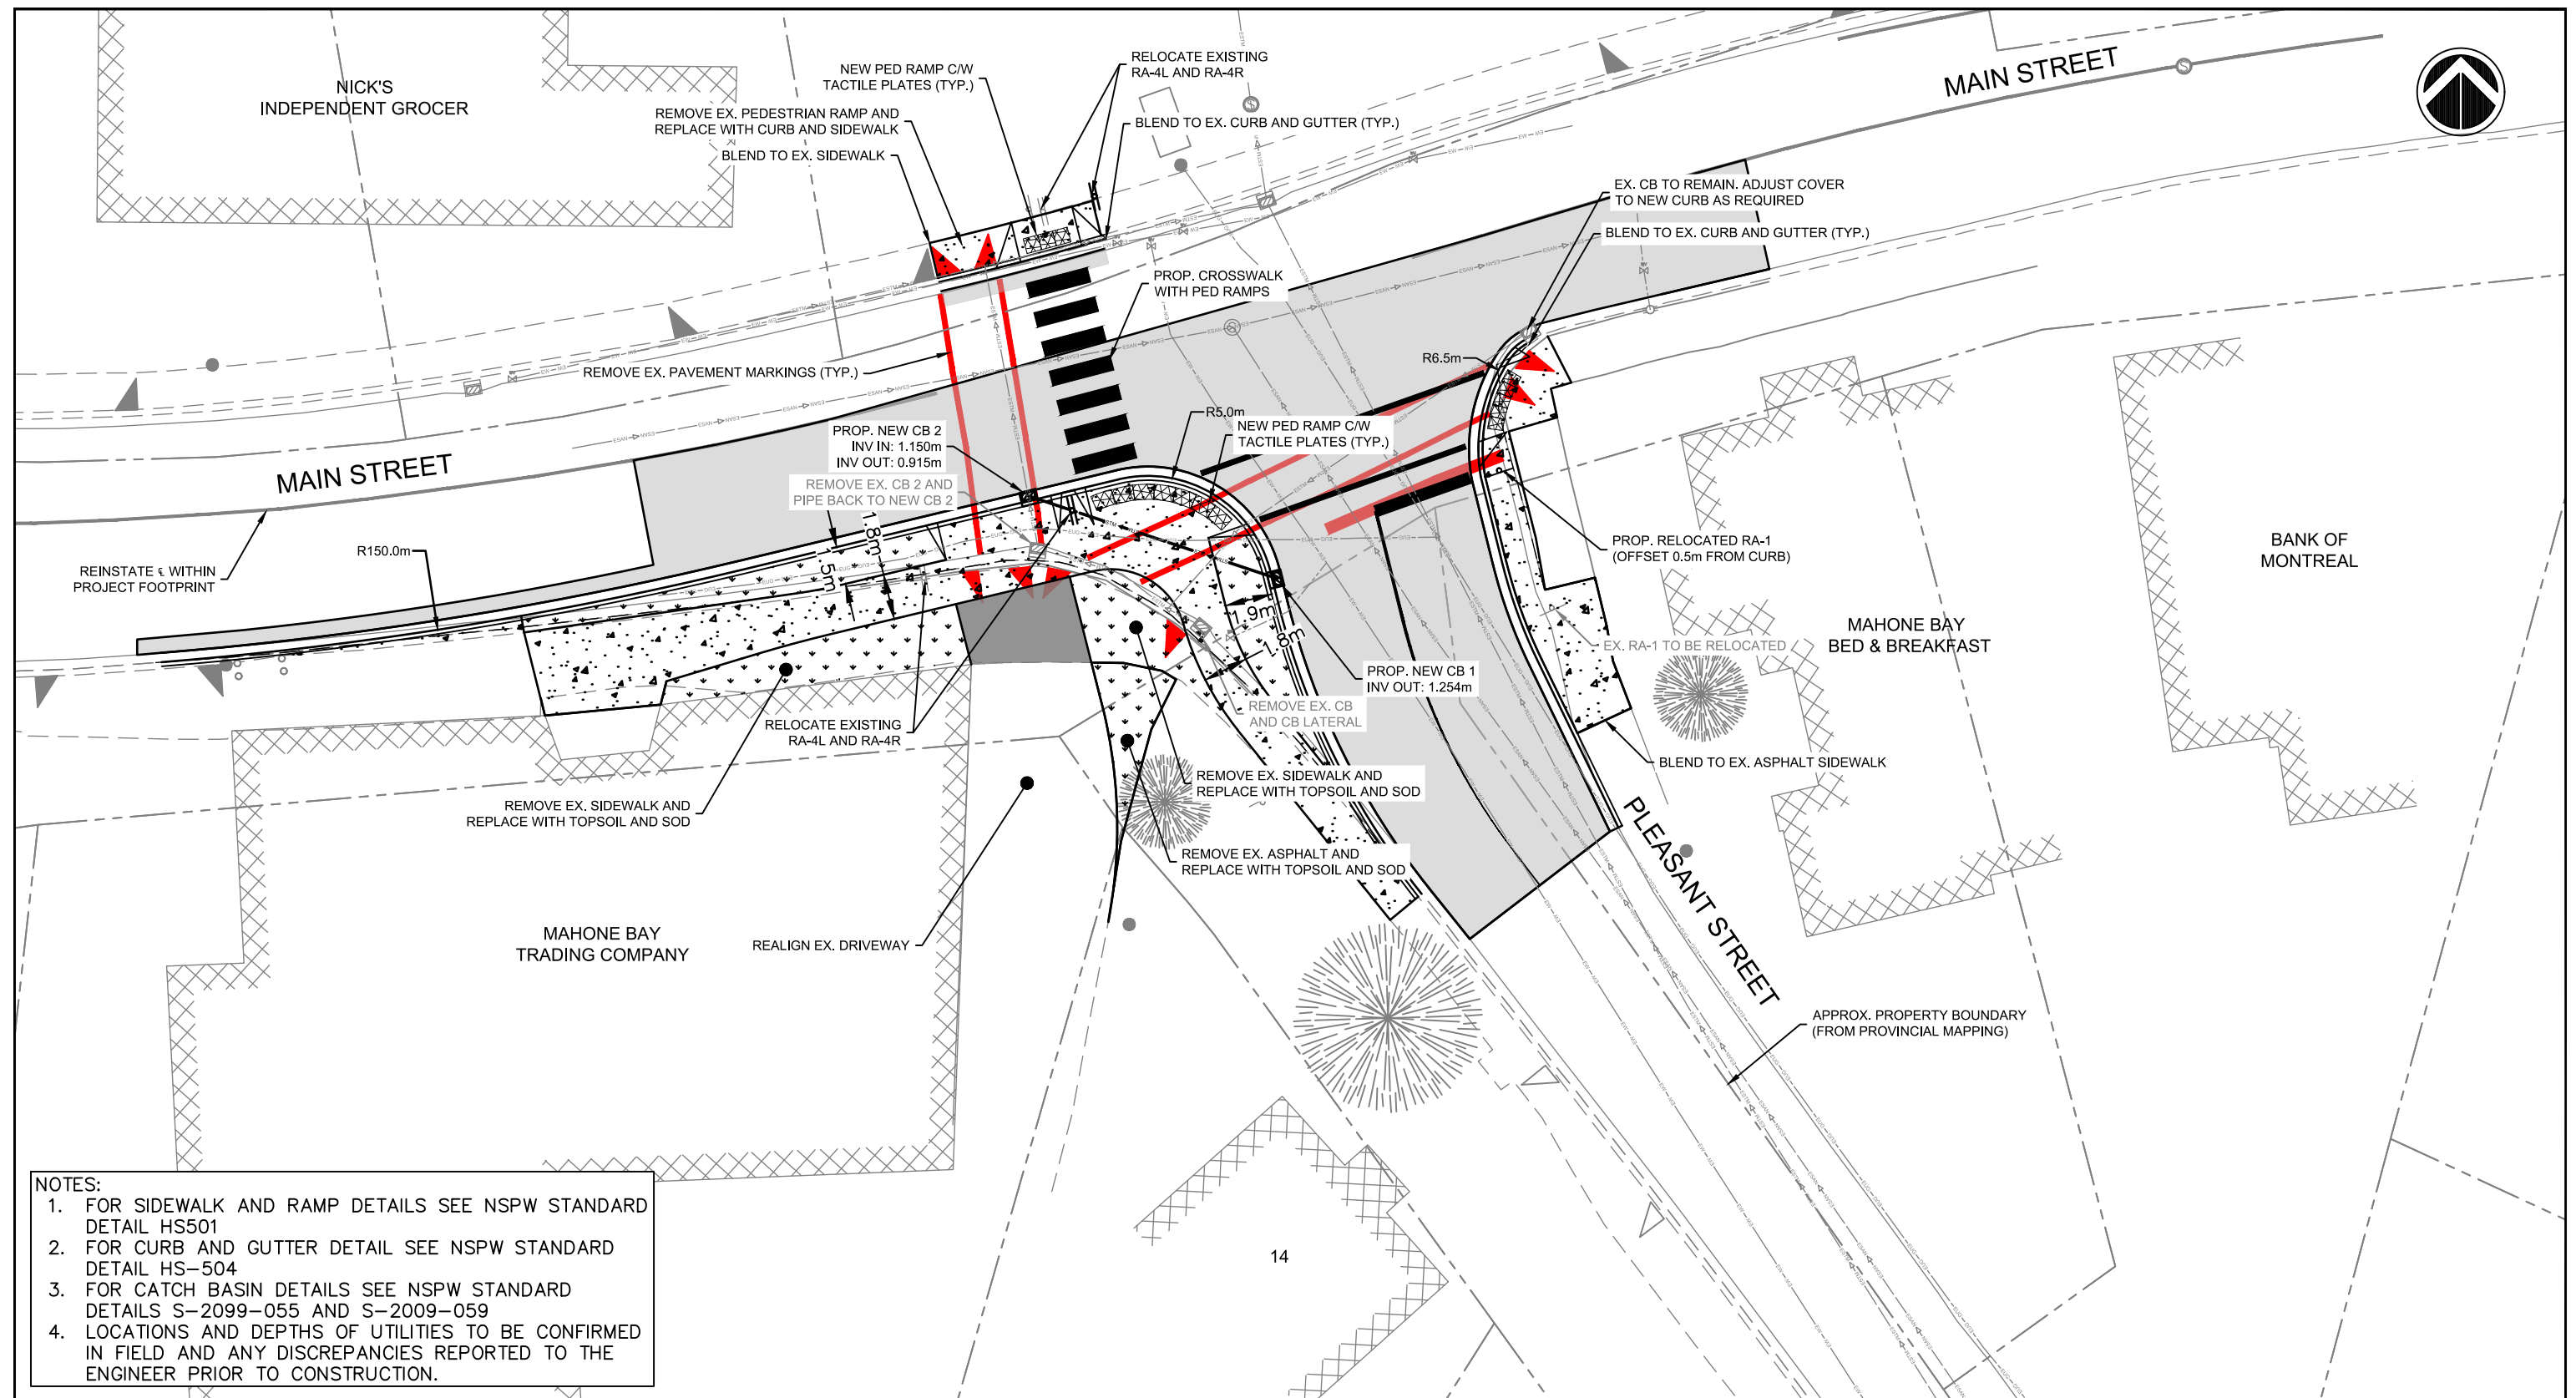 NICK'S
INDEPENDENT GROCER
NEW PED RAMP C/W
TACTILE PLATES (TYP.)
RELOCATE EXISTING
RA-4L AND RA-4R
REMOVE EX. PEDESTRIAN RAMP AND
REPLACE WITH CURB AND SIDEWALK
BLEND TO EX. CURB AND GUTTER (TYP.)
BLEND TO EX. SIDEWALK
MAIN STREET
EX. CB TO REMAIN. ADJUST COVER
TO NEW CURB AS REQUIRED
BLEND TO EX. CURB AND GUTTER (TYP.)
PROP. CROSSWALK
WITH PED RAMPS
REMOVE EX. PAVEMENT MARKINGS (TYP.)
R6.5m
R5.0m
NEW PED RAMP C/W
TACTILE PLATES (TYP.)
PROP. NEW CB 2
INV IN: 1.150m
INV OUT: 0.915m
REMOVE EX. CB 2 AND
PIPE BACK TO NEW CB 2
MAIN STREET
R150.0m
REINSTATE ℄ WITHIN
PROJECT FOOTPRINT
1.8m
1.5m
1.9m
1.8m
PROP. RELOCATED RA-1
(OFFSET 0.5m FROM CURB)
BANK OF
MONTREAL
MAHONE BAY
BED & BREAKFAST
EX. RA-1 TO BE RELOCATED
PROP. NEW CB 1
INV OUT: 1.254m
REMOVE EX. CB
AND CB LATERAL
RELOCATE EXISTING
RA-4L AND RA-4R
BLEND TO EX. ASPHALT SIDEWALK
REMOVE EX. SIDEWALK AND
REPLACE WITH TOPSOIL AND SOD
REMOVE EX. SIDEWALK AND
REPLACE WITH TOPSOIL AND SOD
REMOVE EX. ASPHALT AND
REPLACE WITH TOPSOIL AND SOD
PLEASANT STREET
MAHONE BAY
TRADING COMPANY
REALIGN EX. DRIVEWAY
APPROX. PROPERTY BOUNDARY
(FROM PROVINCIAL MAPPING)
14
NOTES:
1. FOR SIDEWALK AND RAMP DETAILS SEE NSPW STANDARD
DETAIL HS501
2. FOR CURB AND GUTTER DETAIL SEE NSPW STANDARD
DETAIL HS-504
3. FOR CATCH BASIN DETAILS SEE NSPW STANDARD
DETAILS S-2099-055 AND S-2009-059
4. LOCATIONS AND DEPTHS OF UTILITIES TO BE CONFIRMED
IN FIELD AND ANY DISCREPANCIES REPORTED TO THE
ENGINEER PRIOR TO CONSTRUCTION.